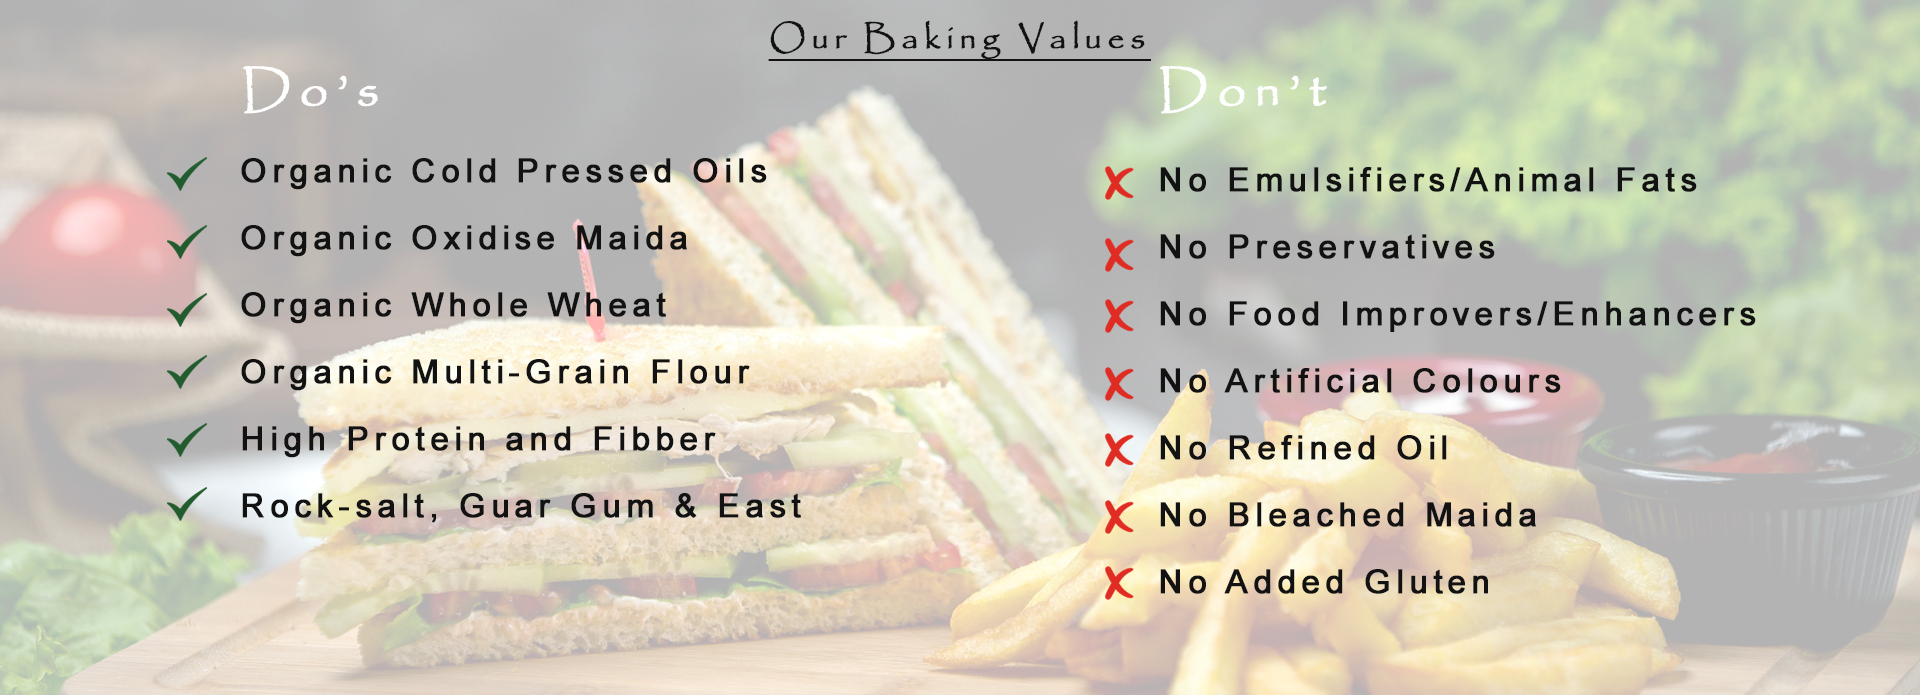 Our Baking Values
Do's
Organic Cold Pressed Oils
Organic Oxidise Maida
Organic Whole Wheat
Organic Multi-Grain Flour
High Protein and Fibber
Rock-salt, Guar Gum & East
Don't
No Emulsifiers/Animal Fats
No Preservatives
No Food Improvers/Enhancers
No Artificial Colours
No Refined Oil
No Bleached Maida
No Added Gluten